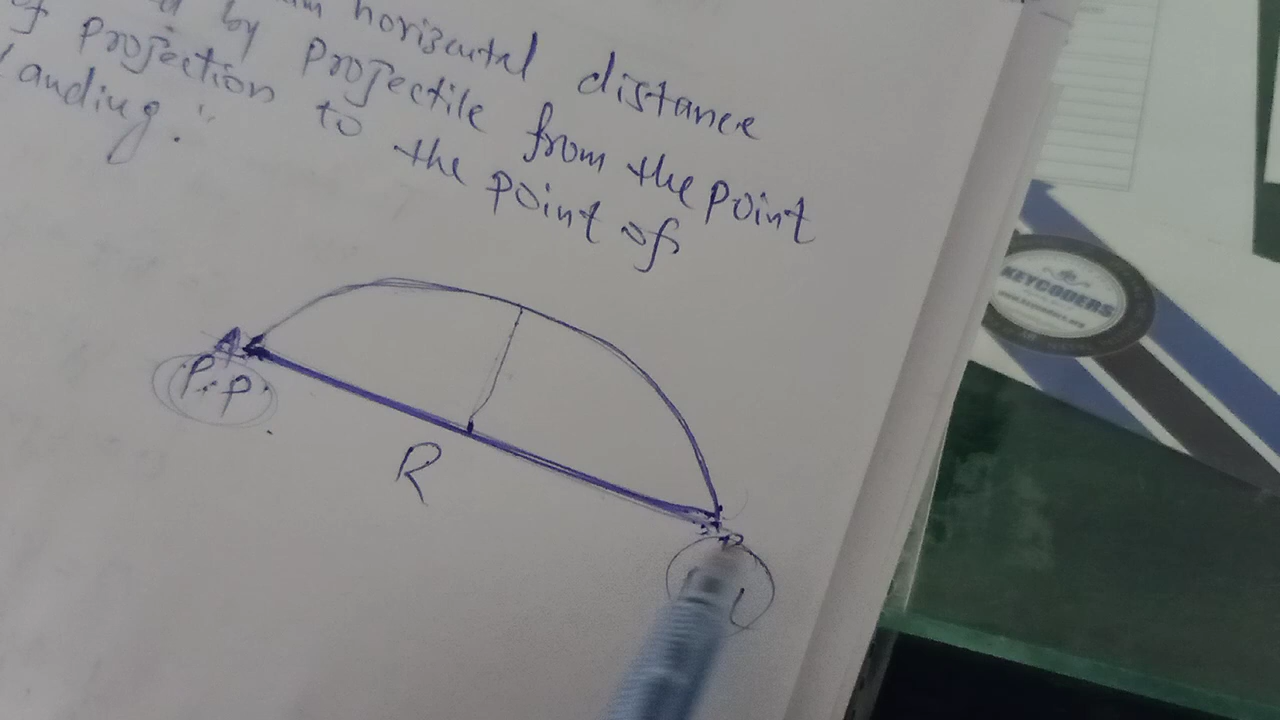 horizontal distance
by Projectile from the point
of Projection to the point of
Landing."
P.P.
R
KEYCODERS